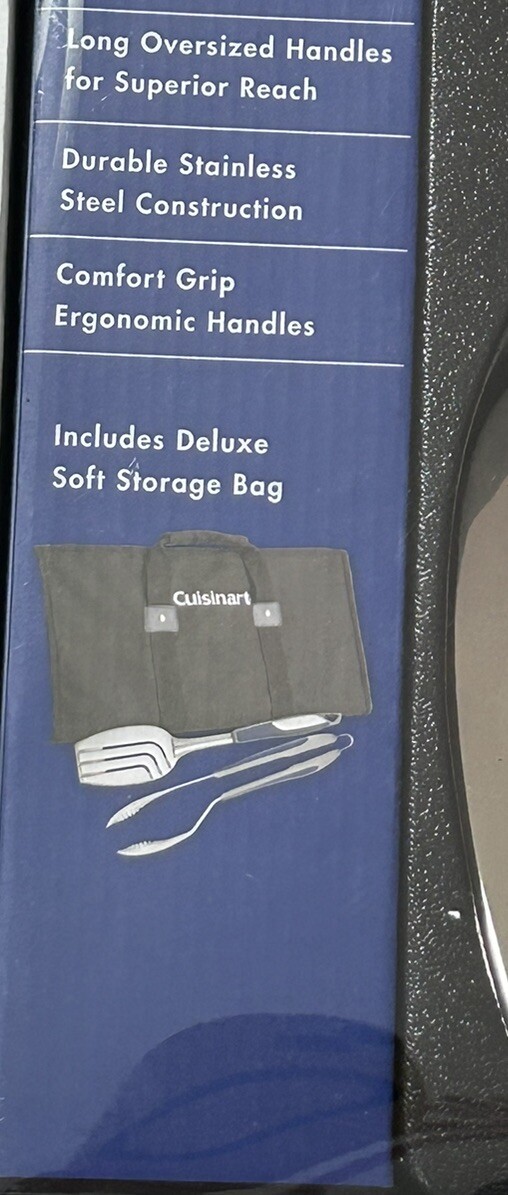 Long Oversized Handles
for Superior Reach
Durable Stainless
Steel Construction
Comfort Grip
Ergonomic Handles
Includes Deluxe
Soft Storage Bag
Cuisinart